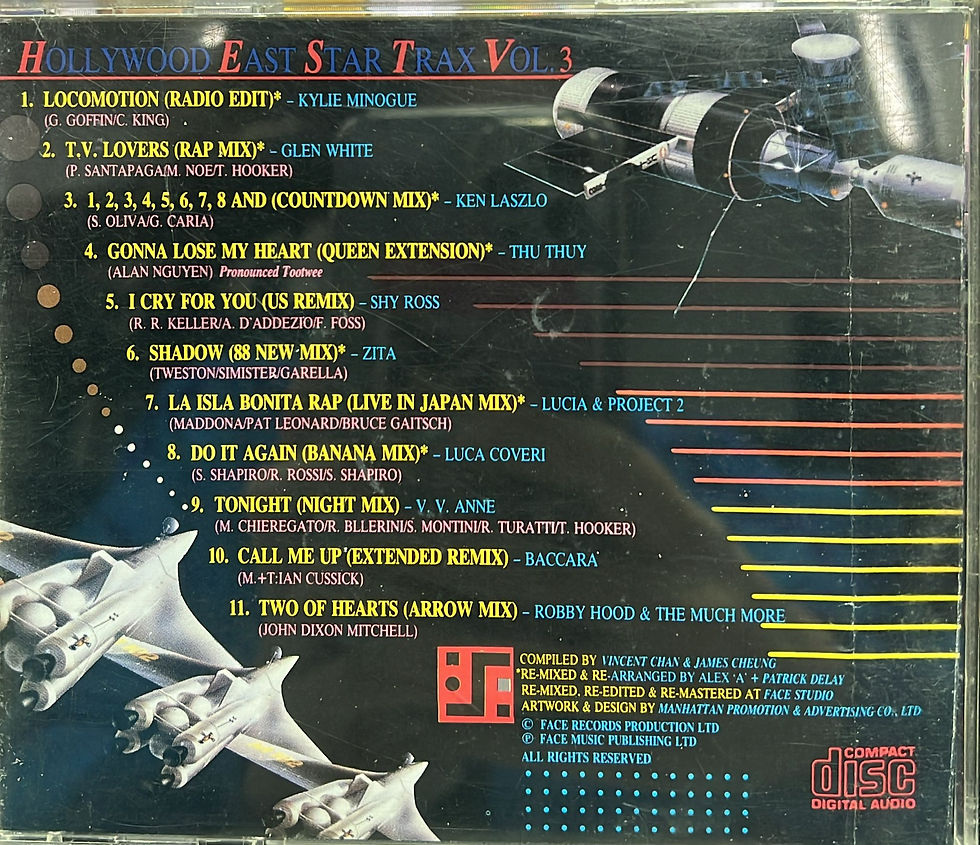 HOLLYWOOD EAST STAR TRAX VOL. 3
1. LOCOMOTION (RADIO EDIT)* – KYLIE MINOGUE
(G. GOFFIN/C. KING)
2. T.V. LOVERS (RAP MIX)* – GLEN WHITE
(P. SANTAPAGA/M. NOE/T. HOOKER)
3. 1, 2, 3, 4, 5, 6, 7, 8 AND (COUNTDOWN MIX)* – KEN LASZLO
(S. OLIVA/G. CARIA)
4. GONNA LOSE MY HEART (QUEEN EXTENSION)* – THU THUY
(ALAN NGUYEN) Pronounced Tootwee
5. I CRY FOR YOU (US REMIX) – SHY ROSS
(R. R. KELLER/A. D'ADDEZIO/F. FOSS)
6. SHADOW (88 NEW MIX)* – ZITA
(TWESTON/SIMISTER/GARELLA)
7. LA ISLA BONITA RAP (LIVE IN JAPAN MIX)* – LUCIA & PROJECT 2
(MADDONA/PAT LEONARD/BRUCE GAITSCH)
8. DO IT AGAIN (BANANA MIX)* – LUCA COVERI
(S. SHAPIRO/R. ROSSI/S. SHAPIRO)
9. TONIGHT (NIGHT MIX) – V. V. ANNE
(M. CHIEREGATO/R. BLLERINI/S. MONTINI/R. TURATTI/T. HOOKER)
10. CALL ME UP (EXTENDED REMIX) – BACCARA
(M.+T:IAN CUSSICK)
11. TWO OF HEARTS (ARROW MIX) – ROBBY HOOD & THE MUCH MORE
(JOHN DIXON MITCHELL)
COMPILED BY VINCENT CHAN & JAMES CHEUNG
*RE-MIXED & RE-ARRANGED BY ALEX 'A' + PATRICK DELAY
RE-MIXED, RE-EDITED & RE-MASTERED AT FACE STUDIO
ARTWORK & DESIGN BY MANHATTAN PROMOTION & ADVERTISING CO., LTD
© FACE RECORDS PRODUCTION LTD
℗ FACE MUSIC PUBLISHING LTD
ALL RIGHTS RESERVED
COMPACT
disc
DIGITAL AUDIO